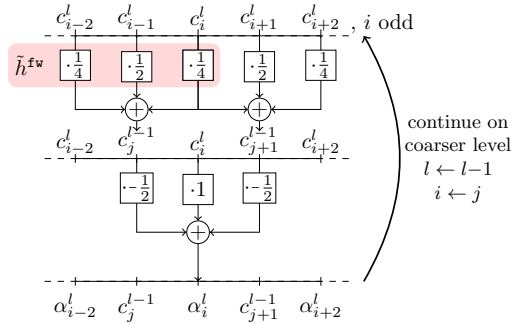 c^l_{i−2} c^l_{i−1} c^l_i c^l_{i+1} c^l_{i+2} , i odd
h̃^{fw} ·1/4 ·1/2 ·1/4 ·1/2 ·1/4
+ +
c^l_{i−2} c^{l−1}_j c^l_i c^{l−1}_{j+1} c^l_{i+2}
continue on
coarser level
l ← l−1
i ← j
·−1/2 ·1 ·−1/2
+
α^l_{i−2} c^{l−1}_j α^l_i c^{l−1}_{j+1} α^l_{i+2}